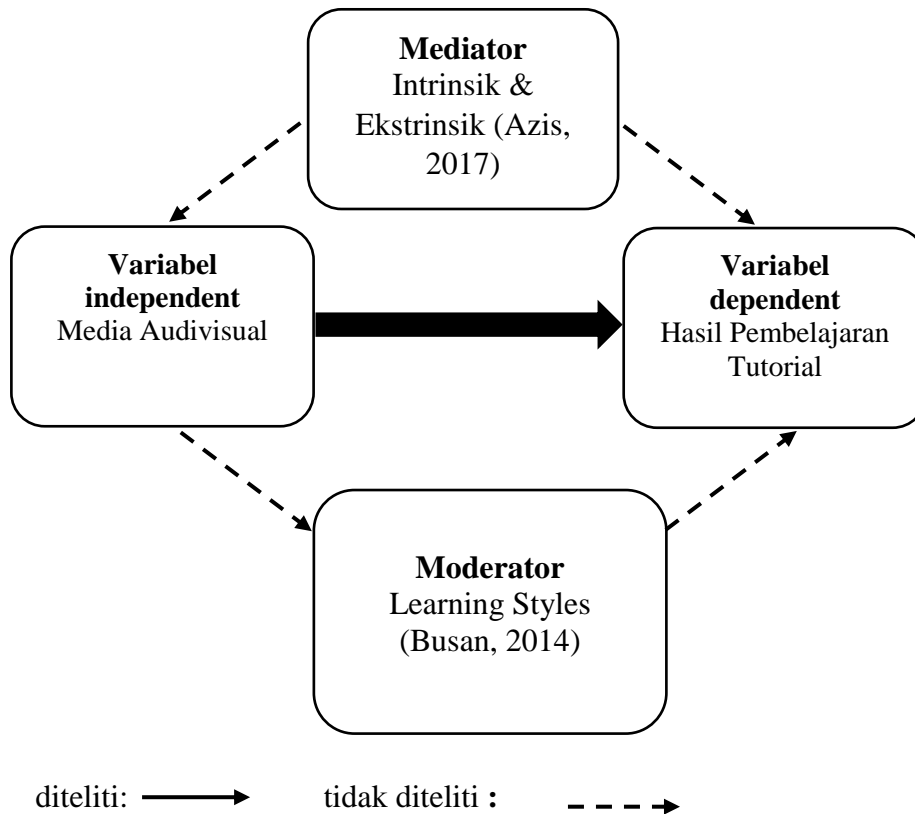 Mediator
Intrinsik &
Ekstrinsik (Azis,
2017)
Variabel
independent
Media Audivisual
Variabel
dependent
Hasil Pembelajaran
Tutorial
Moderator
Learning Styles
(Busan, 2014)
diteliti: tidak diteliti :